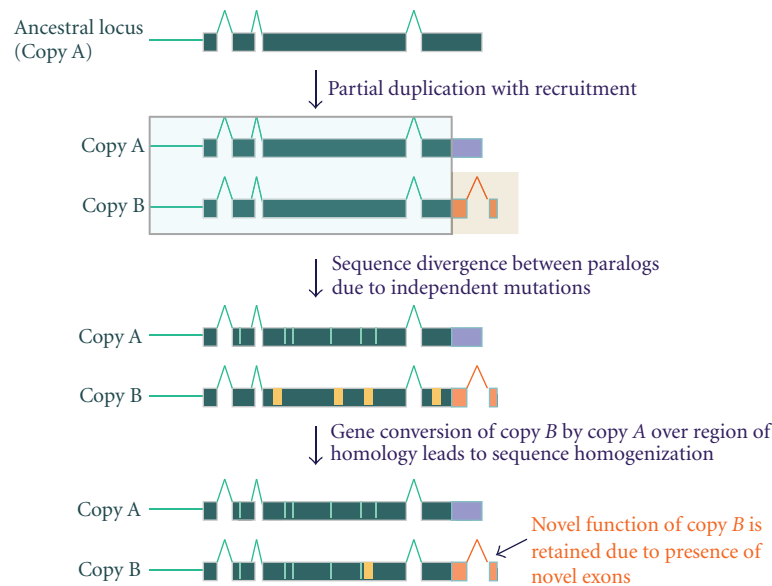 Ancestral locus
(Copy A)
Partial duplication with recruitment
Copy A
Copy B
Sequence divergence between paralogs
due to independent mutations
Copy A
Copy B
Gene conversion of copy B by copy A over region of
homology leads to sequence homogenization
Copy A
Copy B
Novel function of copy B is
retained due to presence of
novel exons